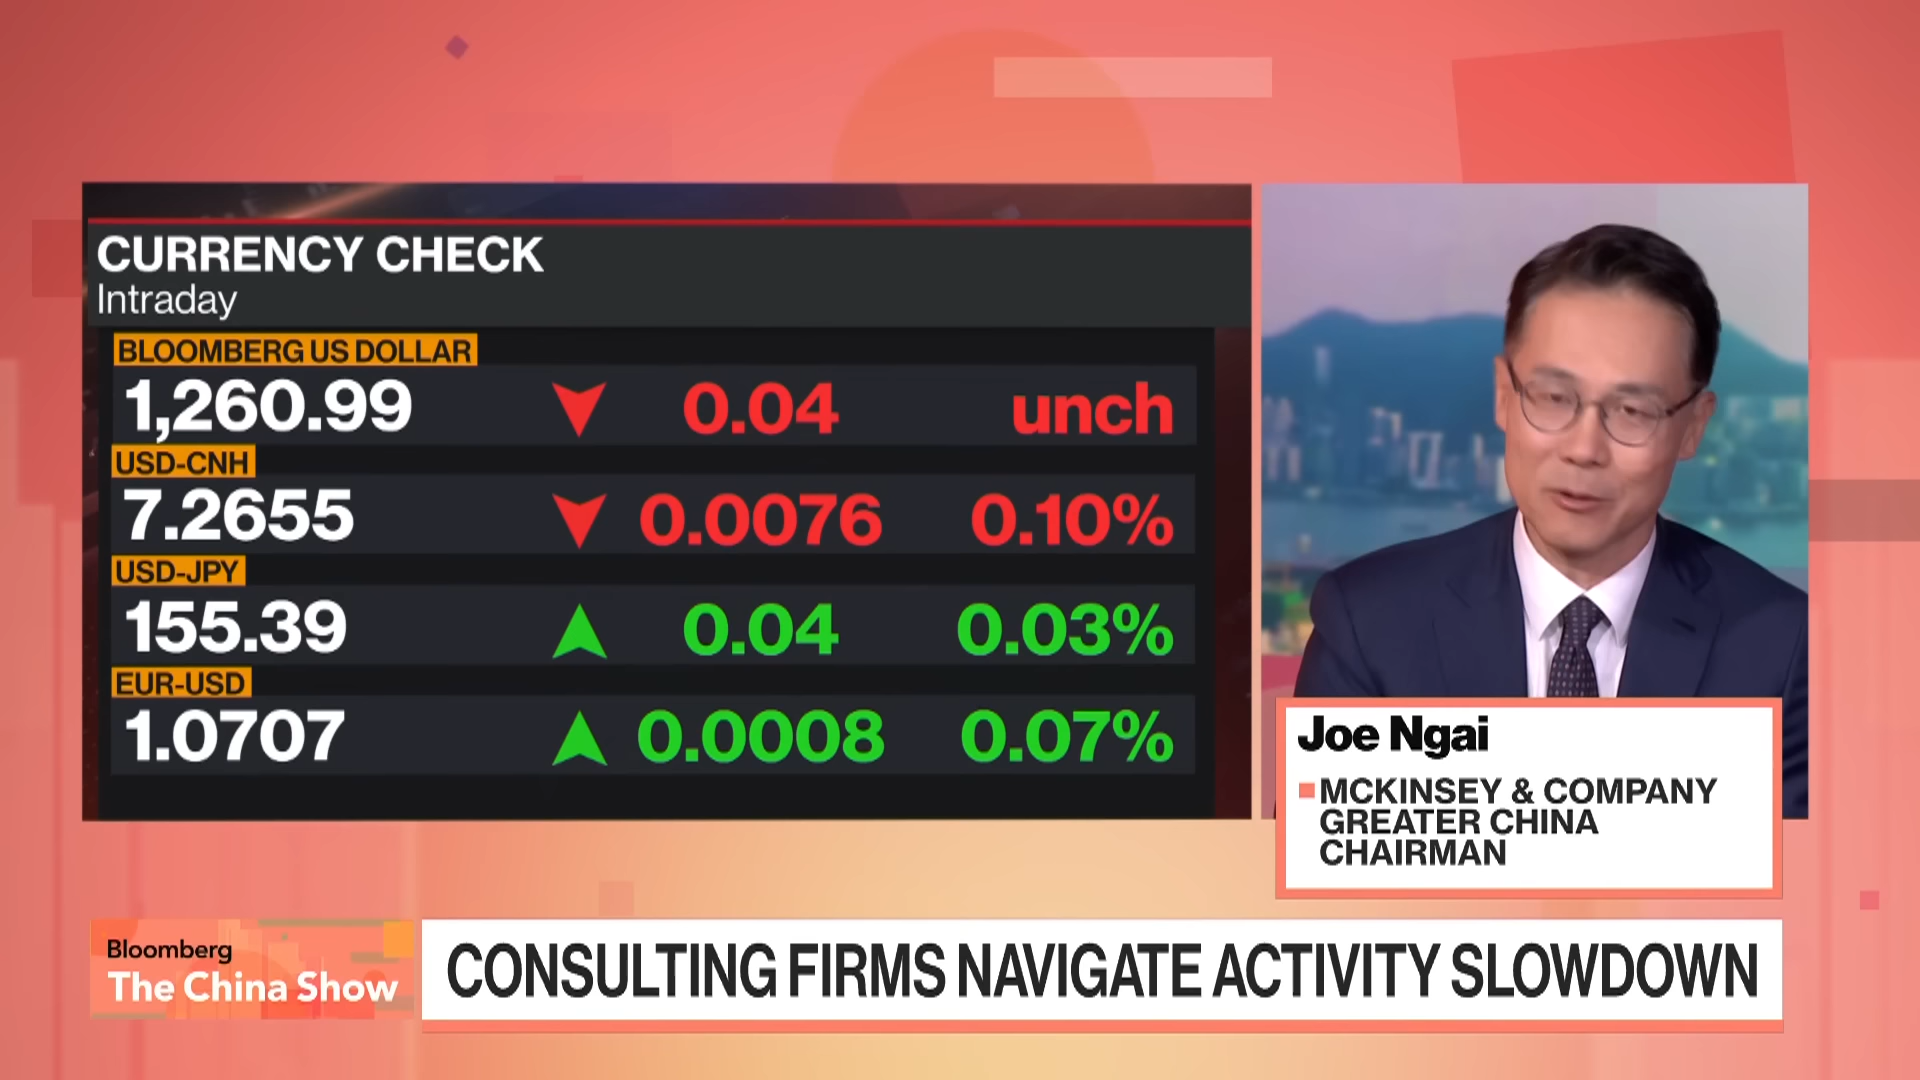 CURRENCY CHECK
Intraday
BLOOMBERG US DOLLAR
1,260.99 ▼ 0.04 unch
USD-CNH
7.2655 ▼ 0.0076 0.10%
USD-JPY
155.39 ▲ 0.04 0.03%
EUR-USD
1.0707 ▲ 0.0008 0.07%
Joe Ngai
MCKINSEY & COMPANY
GREATER CHINA
CHAIRMAN
Bloomberg
The China Show
CONSULTING FIRMS NAVIGATE ACTIVITY SLOWDOWN